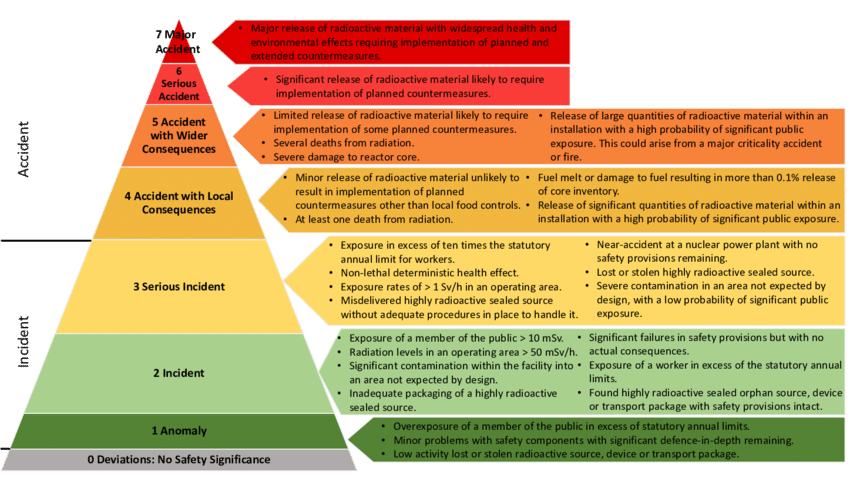 7 Major
Accident
• Major release of radioactive material with widespread health and
environmental effects requiring implementation of planned and
extended countermeasures.
6
Serious
Accident
• Significant release of radioactive material likely to require
implementation of planned countermeasures.
Accident
5 Accident
with Wider
Consequences
• Limited release of radioactive material likely to require
implementation of some planned countermeasures.
• Several deaths from radiation.
• Severe damage to reactor core.
• Release of large quantities of radioactive material within an
installation with a high probability of significant public
exposure. This could arise from a major criticality accident
or fire.
4 Accident with Local
Consequences
• Minor release of radioactive material unlikely to
result in implementation of planned
countermeasures other than local food controls.
• At least one death from radiation.
• Fuel melt or damage to fuel resulting in more than 0.1% release
of core inventory.
• Release of significant quantities of radioactive material within an
installation with a high probability of significant public exposure.
3 Serious Incident
• Exposure in excess of ten times the statutory
annual limit for workers.
• Non-lethal deterministic health effect.
• Exposure rates of > 1 Sv/h in an operating area.
• Misdelivered highly radioactive sealed source
without adequate procedures in place to handle it.
• Near-accident at a nuclear power plant with no
safety provisions remaining.
• Lost or stolen highly radioactive sealed source.
• Severe contamination in an area not expected by
design, with a low probability of significant public
exposure.
Incident
2 Incident
• Exposure of a member of the public > 10 mSv.
• Radiation levels in an operating area > 50 mSv/h.
• Significant contamination within the facility into
an area not expected by design.
• Inadequate packaging of a highly radioactive
sealed source.
• Significant failures in safety provisions but with no
actual consequences.
• Exposure of a worker in excess of the statutory annual
limits.
• Found highly radioactive sealed orphan source, device
or transport package with safety provisions intact.
1 Anomaly
• Overexposure of a member of the public in excess of statutory annual limits.
• Minor problems with safety components with significant defence-in-depth remaining.
• Low activity lost or stolen radioactive source, device or transport package.
0 Deviations: No Safety Significance